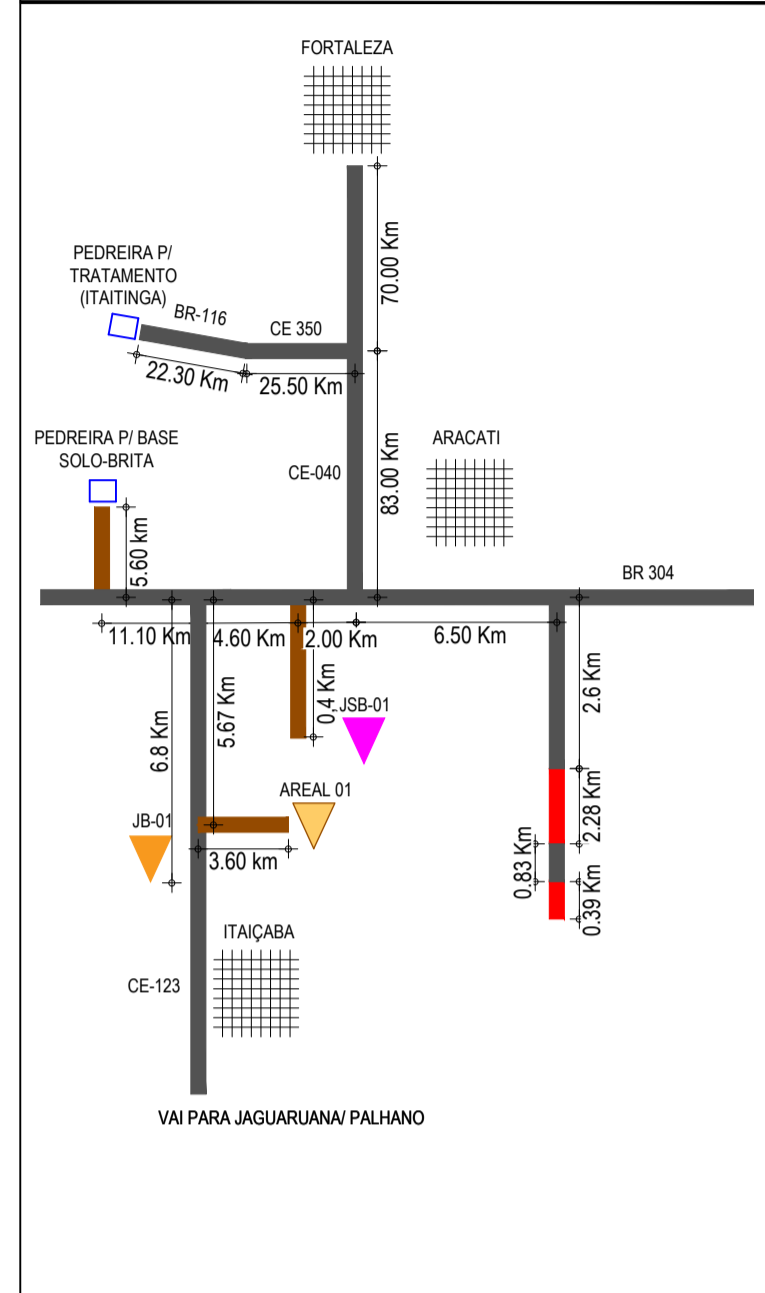 FORTALEZA
70.00 Km
PEDREIRA P/
TRATAMENTO
(ITAITINGA)
BR-116
CE 350
22.30 Km
25.50 Km
PEDREIRA P/ BASE
SOLO-BRITA
CE-040
83.00 Km
ARACATI
5.60 km
BR 304
11.10 Km
4.60 Km
2.00 Km
6.50 Km
6.8 Km
5.67 Km
0,4 Km
JSB-01
2.6 Km
AREAL 01
JB-01
3.60 km
2.28 Km
0.83 Km
0.39 Km
ITAIÇABA
CE-123
VAI PARA JAGUARUANA/ PALHANO